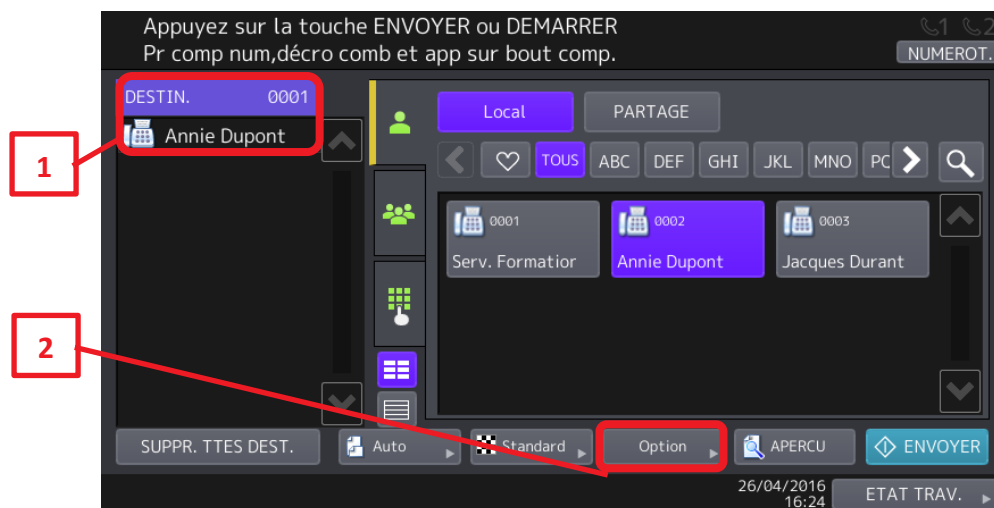 Appuyez sur la touche ENVOYER ou DEMARRER
1 2
Pr comp num,décro comb et app sur bout comp.
NUMEROT.
DESTIN. 0001
Annie Dupont
1
Local PARTAGE
TOUS ABC DEF GHI JKL MNO PC
0001 0002 0003
Serv. Formatior Annie Dupont Jacques Durant
2
SUPPR. TTES DEST. Auto Standard Option APERCU ENVOYER
26/04/2016
16:24
ETAT TRAV.